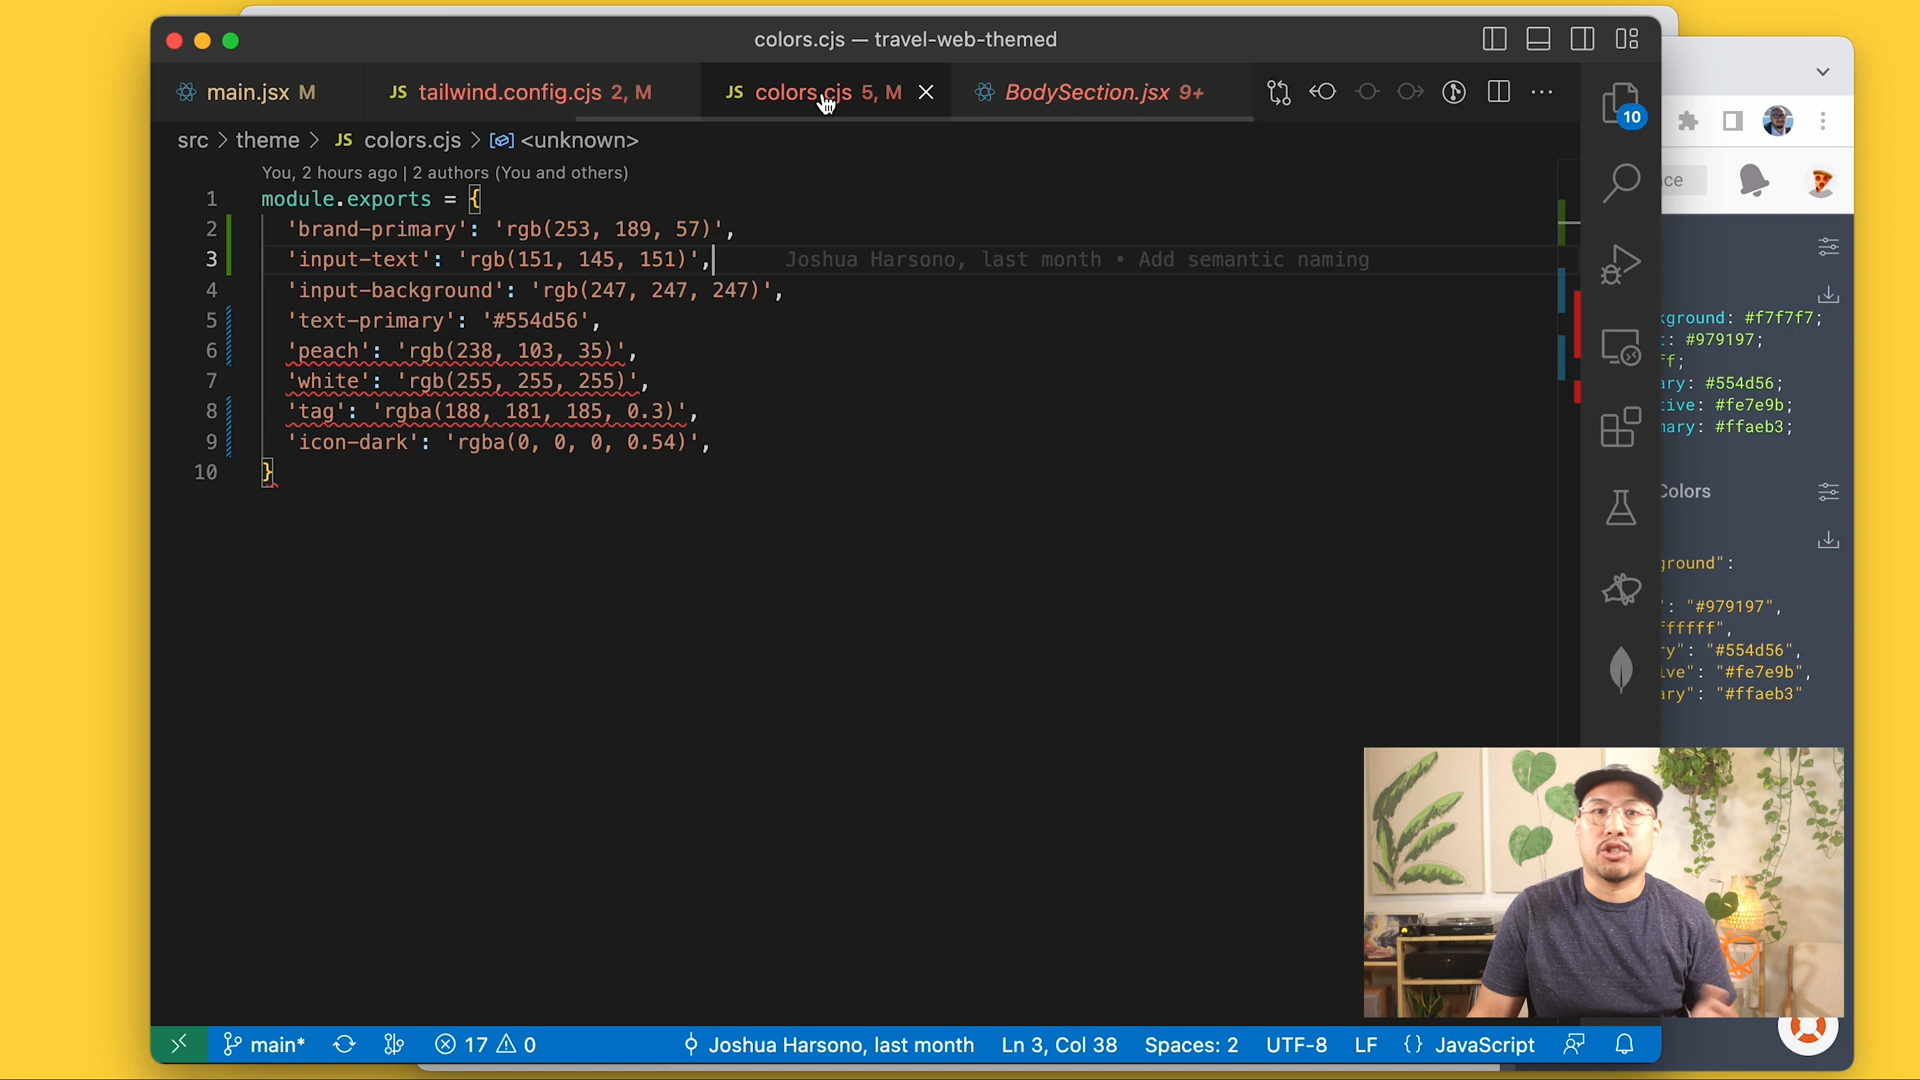 colors.cjs — travel-web-themed
main.jsx M
JS tailwind.config.cjs 2, M
JS colors.cjs 5, M
BodySection.jsx 9+
src > theme > JS colors.cjs > <unknown>
You, 2 hours ago | 2 authors (You and others)
1 module.exports = {
2 'brand-primary': 'rgb(253, 189, 57)',
3 'input-text': 'rgb(151, 145, 151)', Joshua Harsono, last month • Add semantic naming
4 'input-background': 'rgb(247, 247, 247)',
5 'text-primary': '#554d56',
6 'peach': 'rgb(238, 103, 35)',
7 'white': 'rgb(255, 255, 255)',
8 'tag': 'rgba(188, 181, 185, 0.3)',
9 'icon-dark': 'rgba(0, 0, 0, 0.54)',
10 }
10
ce
kground: #f7f7f7;
: #979197;
ff;
ary: #554d56;
tive: #fe7e9b;
mary: #ffaeb3;
Colors
ground":
": "#979197",
ffffff",
ry": "#554d56",
ive": "#fe7e9b",
ary": "#ffaeb3"
main* 17 0 Joshua Harsono, last month Ln 3, Col 38 Spaces: 2 UTF-8 LF {} JavaScript